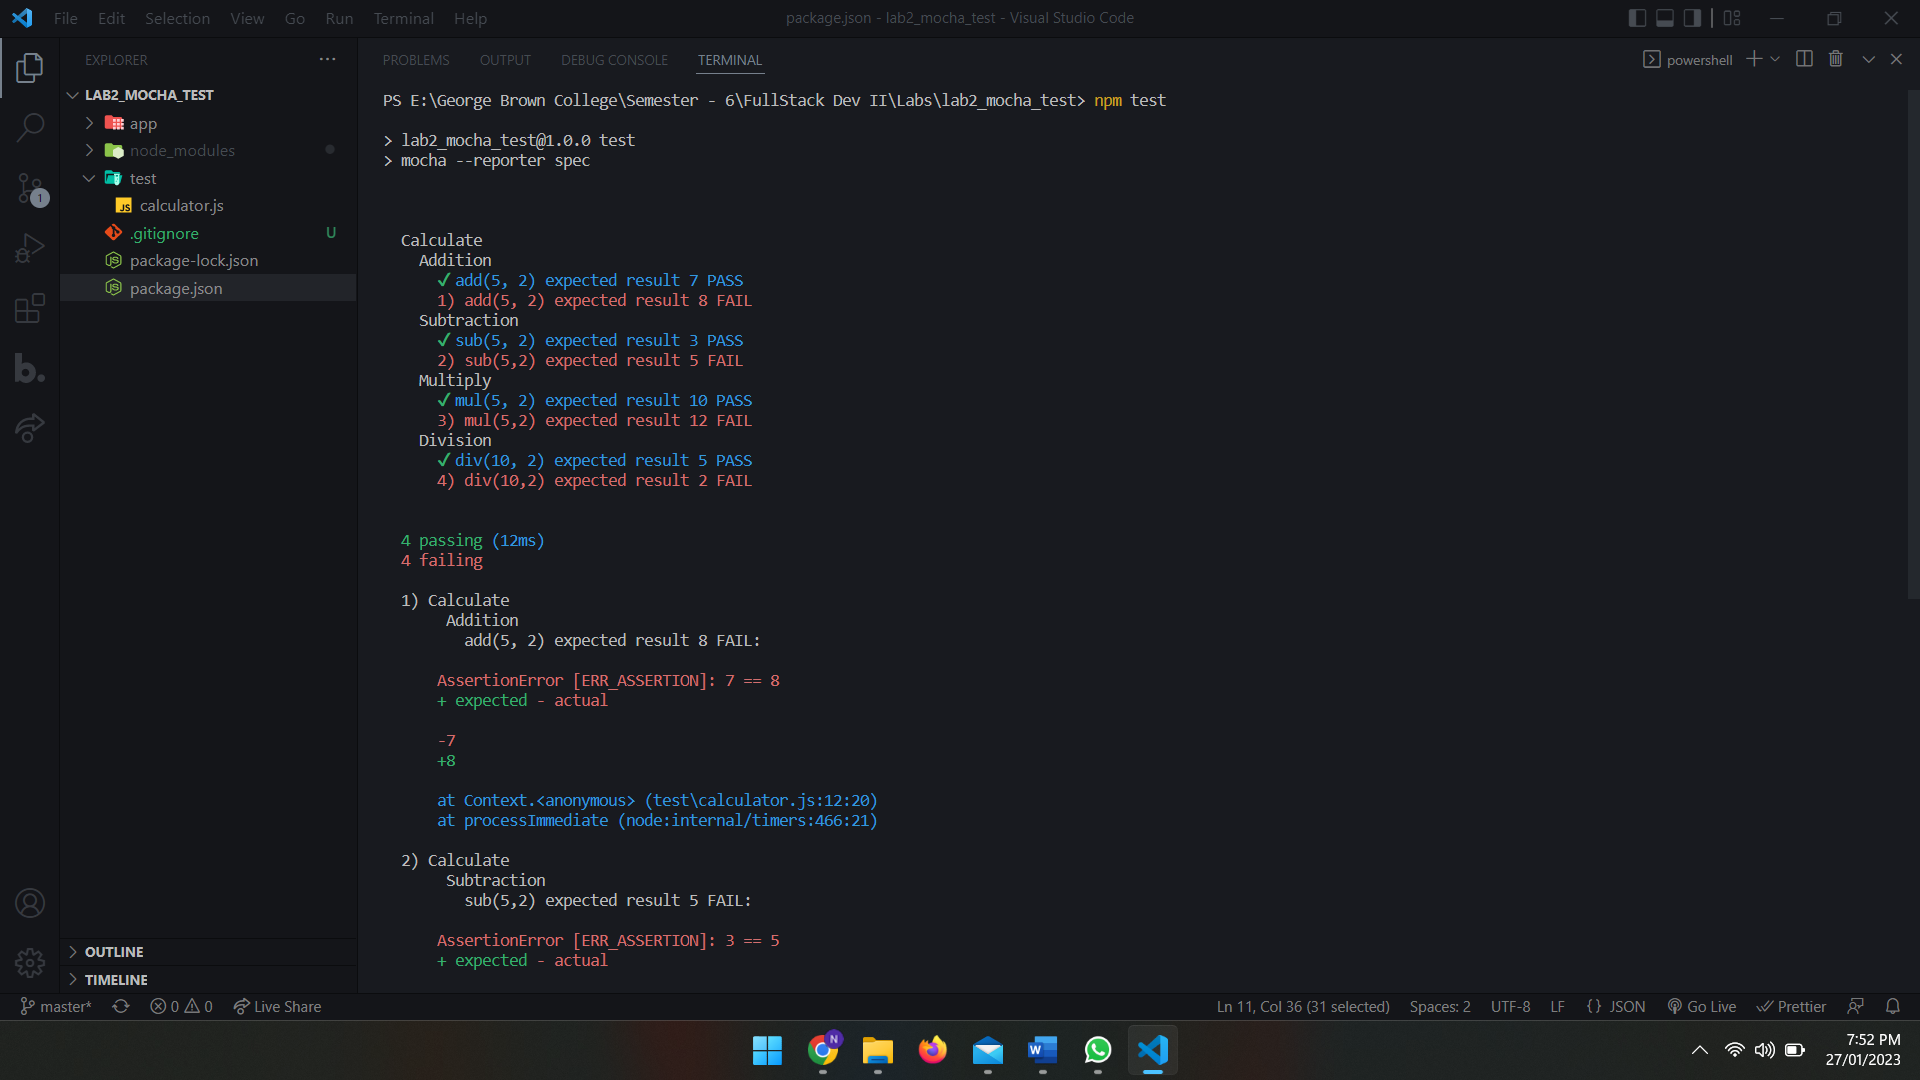 File Edit Selection View Go Run Terminal Help
package.json - lab2_mocha_test - Visual Studio Code
EXPLORER
LAB2_MOCHA_TEST
app
node_modules
test
JS calculator.js
.gitignore U
package-lock.json
package.json
OUTLINE
TIMELINE
1
b.
PROBLEMS OUTPUT DEBUG CONSOLE TERMINAL
powershell
PS E:\George Brown College\Semester - 6\FullStack Dev II\Labs\lab2_mocha_test> npm test
> lab2_mocha_test@1.0.0 test
> mocha --reporter spec
Calculate
Addition
✓ add(5, 2) expected result 7 PASS
1) add(5, 2) expected result 8 FAIL
Subtraction
✓ sub(5, 2) expected result 3 PASS
2) sub(5,2) expected result 5 FAIL
Multiply
✓ mul(5, 2) expected result 10 PASS
3) mul(5,2) expected result 12 FAIL
Division
✓ div(10, 2) expected result 5 PASS
4) div(10,2) expected result 2 FAIL
4 passing (12ms)
4 failing
1) Calculate
Addition
add(5, 2) expected result 8 FAIL:
AssertionError [ERR_ASSERTION]: 7 == 8
+ expected - actual
-7
+8
at Context.<anonymous> (test\calculator.js:12:20)
at processImmediate (node:internal/timers:466:21)
2) Calculate
Subtraction
sub(5,2) expected result 5 FAIL:
AssertionError [ERR_ASSERTION]: 3 == 5
+ expected - actual
master* 0 0 Live Share
Ln 11, Col 36 (31 selected) Spaces: 2 UTF-8 LF {} JSON Go Live Prettier
N
W
7:52 PM
27/01/2023